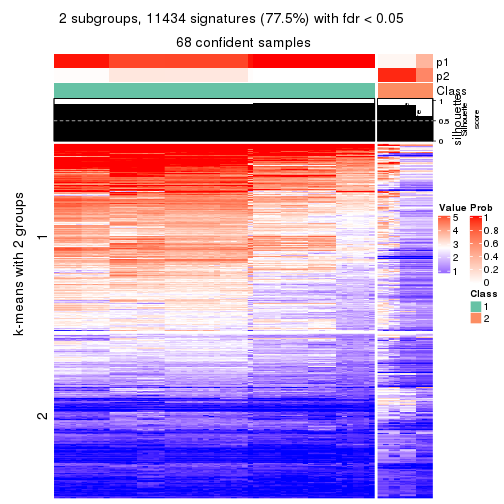 2 subgroups, 11434 signatures (77.5%) with fdr < 0.05
68 confident samples
p1
p2
Class
1
0.5
0
silhouette
Silhouette
score
k-means with 2 groups
1
2
Value
5
4
3
2
1
Prob
1
0.8
0.6
0.4
0.2
0
Class
1
2